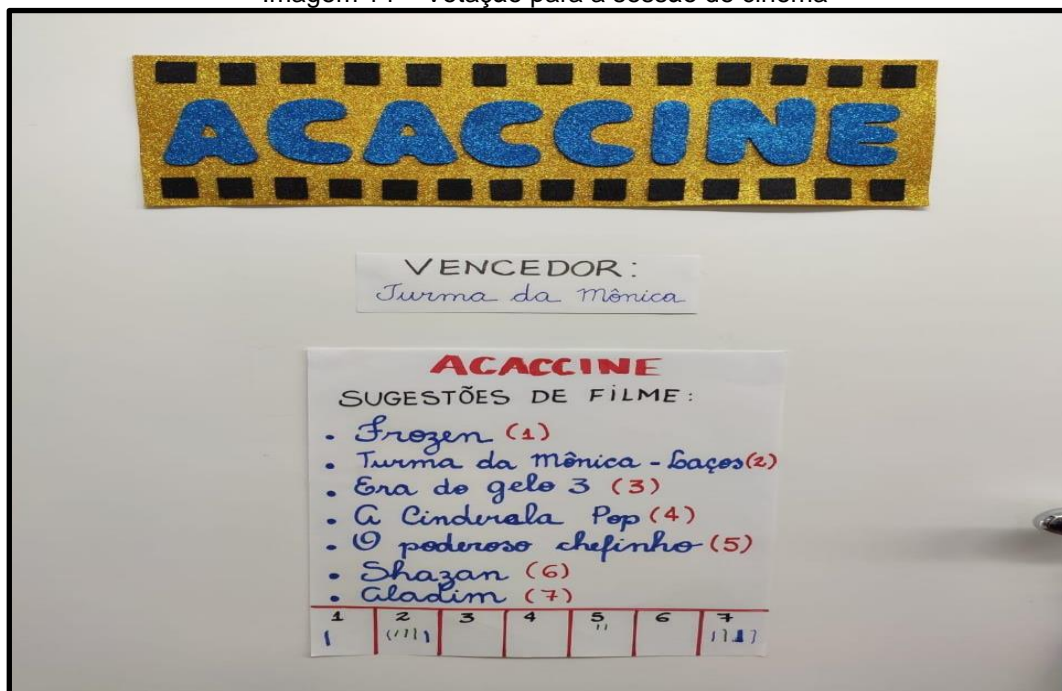 ACACCINE
VENCEDOR:
Turma da Mônica
ACACCINE
SUGESTÕES DE FILME:
• Frozen (1)
• Turma da Mônica - Laços (2)
• Era do gelo 3 (3)
• A Cinderala Pop (4)
• O poderoso chefinho (5)
• Shazan (6)
• Aladim (7)
1 2 3 4 5 6 7